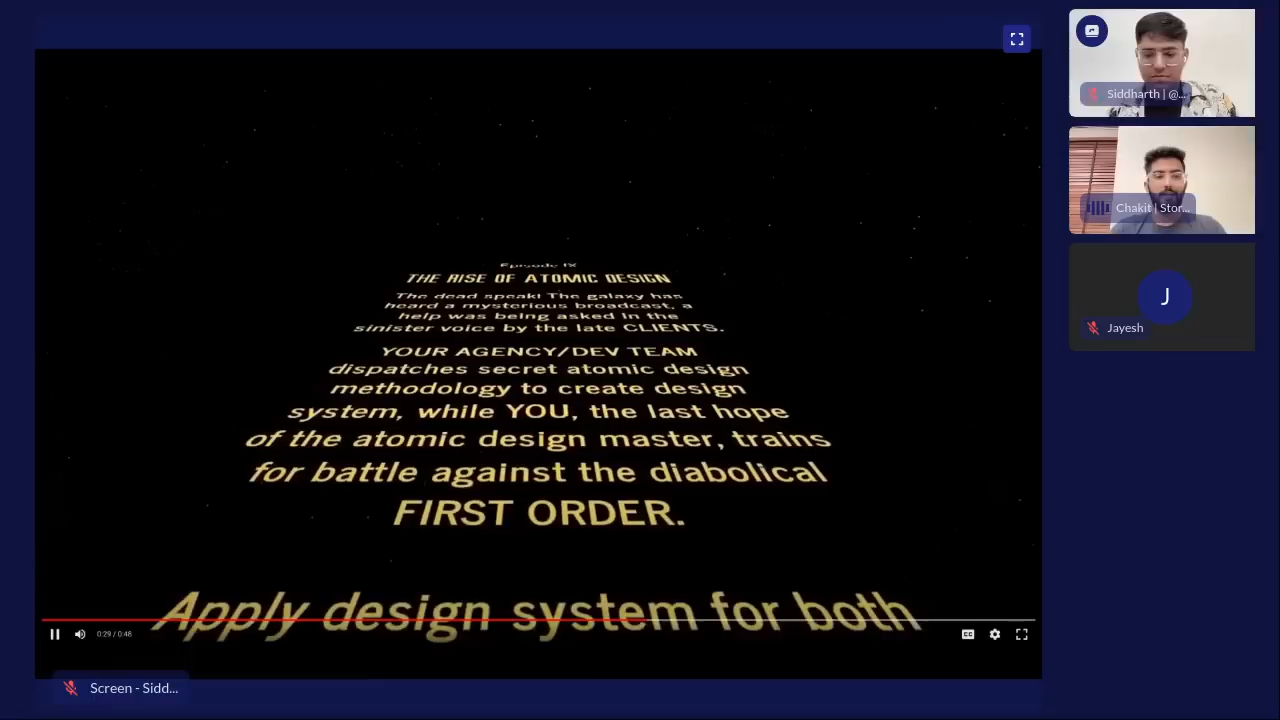 Episode IX
THE RISE OF ATOMIC DESIGN
The dead speak! The galaxy has
heard a mysterious broadcast, a
help was being asked in the
sinister voice by the late CLIENTS.
YOUR AGENCY/DEV TEAM
dispatches secret atomic design
methodology to create design
system, while YOU, the last hope
of the atomic design master, trains
for battle against the diabolical
FIRST ORDER.
Apply design system for both
0:29 / 0:48
CC
Screen - Sidd...
Siddharth | @...
Chakit | Stor...
J
Jayesh